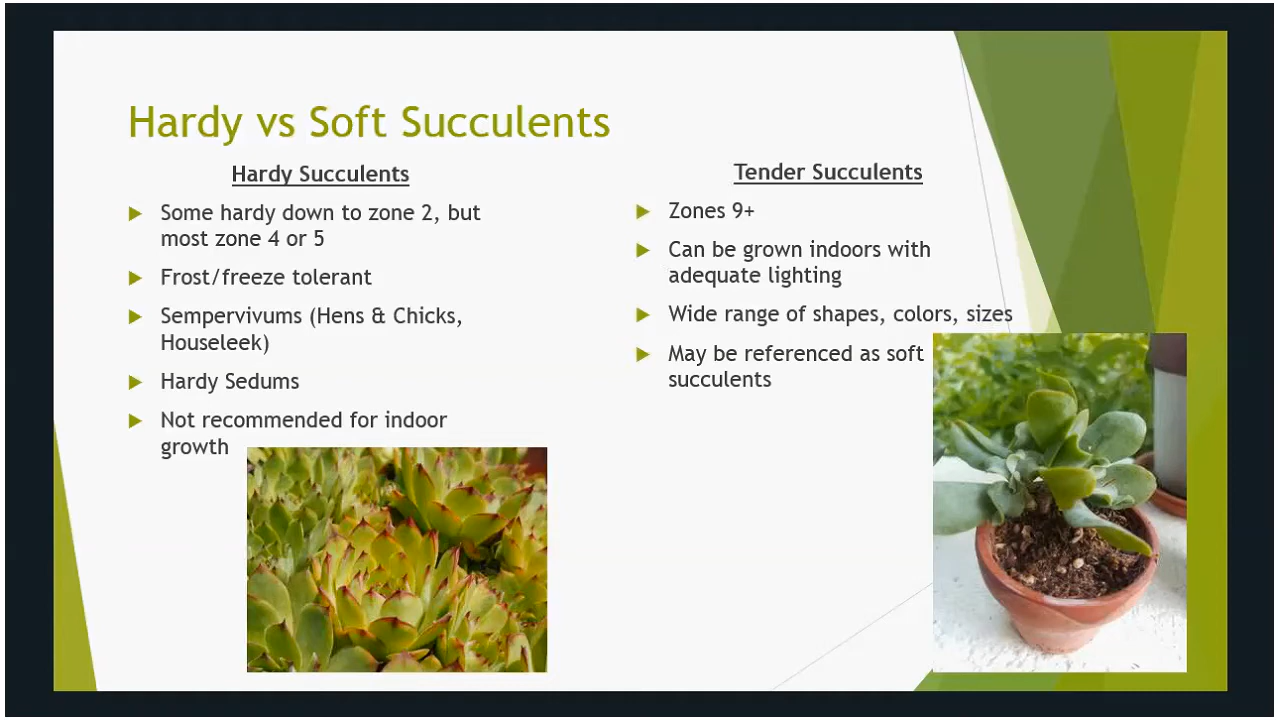 Hardy vs Soft Succulents
Hardy Succulents
Some hardy down to zone 2, but
most zone 4 or 5
Frost/freeze tolerant
Sempervivums (Hens & Chicks,
Houseleek)
Hardy Sedums
Not recommended for indoor
growth
Tender Succulents
Zones 9+
Can be grown indoors with
adequate lighting
Wide range of shapes, colors, sizes
May be referenced as soft
succulents